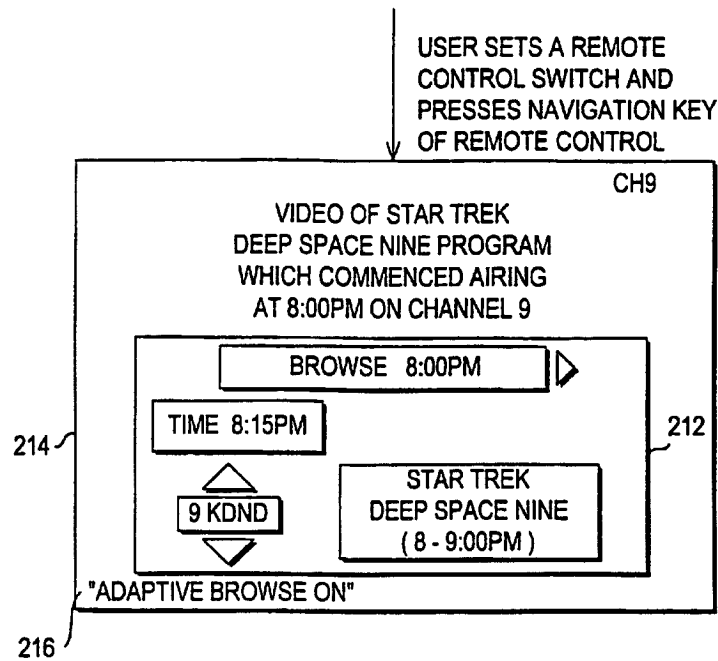 USER SETS A REMOTE
CONTROL SWITCH AND
PRESSES NAVIGATION KEY
OF REMOTE CONTROL
CH9
VIDEO OF STAR TREK
DEEP SPACE NINE PROGRAM
WHICH COMMENCED AIRING
AT 8:00PM ON CHANNEL 9
BROWSE 8:00PM
TIME 8:15PM
214
212
9 KDND
STAR TREK
DEEP SPACE NINE
( 8 - 9:00PM )
"ADAPTIVE BROWSE ON"
216